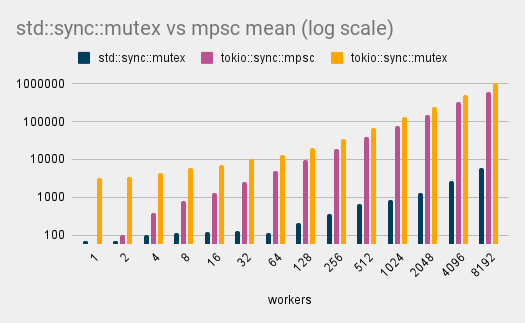 std::sync::mutex vs mpsc mean (log scale)
std::sync::mutex tokio::sync::mpsc tokio::sync::mutex
1000000
100000
10000
1000
100
1 2 4 8 16 32 64 128 256 512 1024 2048 4096 8192
workers